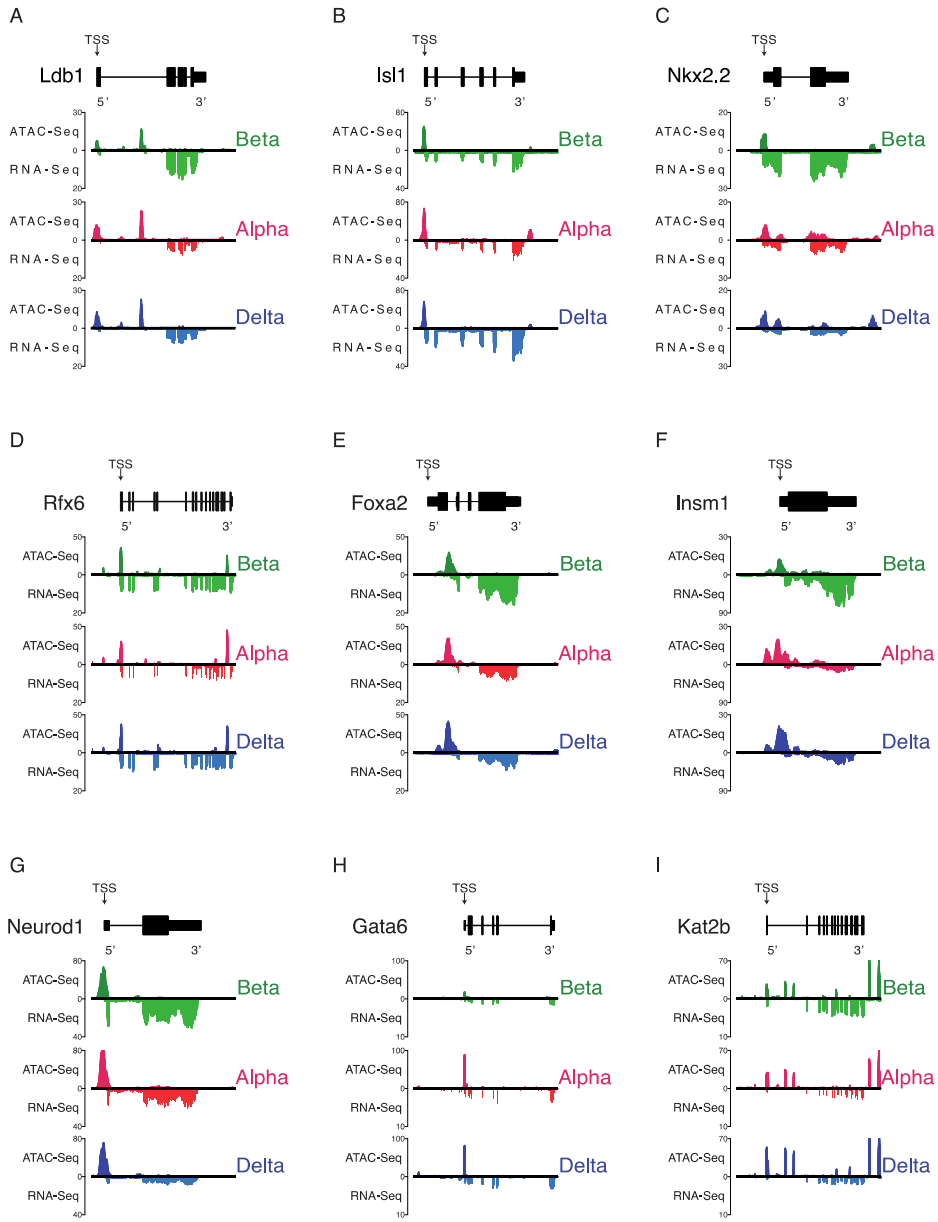 A
TSS
Ldb1
5’ 3’
30
ATAC-Seq
Beta
0
RNA-Seq
20
30
ATAC-Seq
Alpha
0
RNA-Seq
20
30
ATAC-Seq
Delta
0
RNA-Seq
20
B
TSS
Isl1
5’ 3’
80
ATAC-Seq
Beta
0
RNA-Seq
40
80
ATAC-Seq
Alpha
0
RNA-Seq
40
80
ATAC-Seq
Delta
0
RNA-Seq
40
C
TSS
Nkx2.2
5’ 3’
20
ATAC-Seq
Beta
0
RNA-Seq
30
20
ATAC-Seq
Alpha
0
RNA-Seq
30
20
ATAC-Seq
Delta
0
RNA-Seq
30
D
TSS
Rfx6
5’ 3’
50
ATAC-Seq
Beta
0
RNA-Seq
20
50
ATAC-Seq
Alpha
0
RNA-Seq
20
50
ATAC-Seq
Delta
0
RNA-Seq
20
E
TSS
Foxa2
5’ 3’
50
ATAC-Seq
Beta
0
RNA-Seq
20
50
ATAC-Seq
Alpha
0
RNA-Seq
20
50
ATAC-Seq
Delta
0
RNA-Seq
20
F
TSS
Insm1
5’ 3’
30
ATAC-Seq
Beta
0
RNA-Seq
90
30
ATAC-Seq
Alpha
0
RNA-Seq
90
30
ATAC-Seq
Delta
0
RNA-Seq
90
G
TSS
Neurod1
5’ 3’
80
ATAC-Seq
Beta
0
RNA-Seq
40
80
ATAC-Seq
Alpha
0
RNA-Seq
40
80
ATAC-Seq
Delta
0
RNA-Seq
40
H
TSS
Gata6
5’ 3’
100
ATAC-Seq
Beta
0
RNA-Seq
10
100
ATAC-Seq
Alpha
0
RNA-Seq
10
100
ATAC-Seq
Delta
0
RNA-Seq
10
I
TSS
Kat2b
5’ 3’
70
ATAC-Seq
Beta
0
RNA-Seq
10
70
ATAC-Seq
Alpha
0
RNA-Seq
10
70
ATAC-Seq
Delta
0
RNA-Seq
10